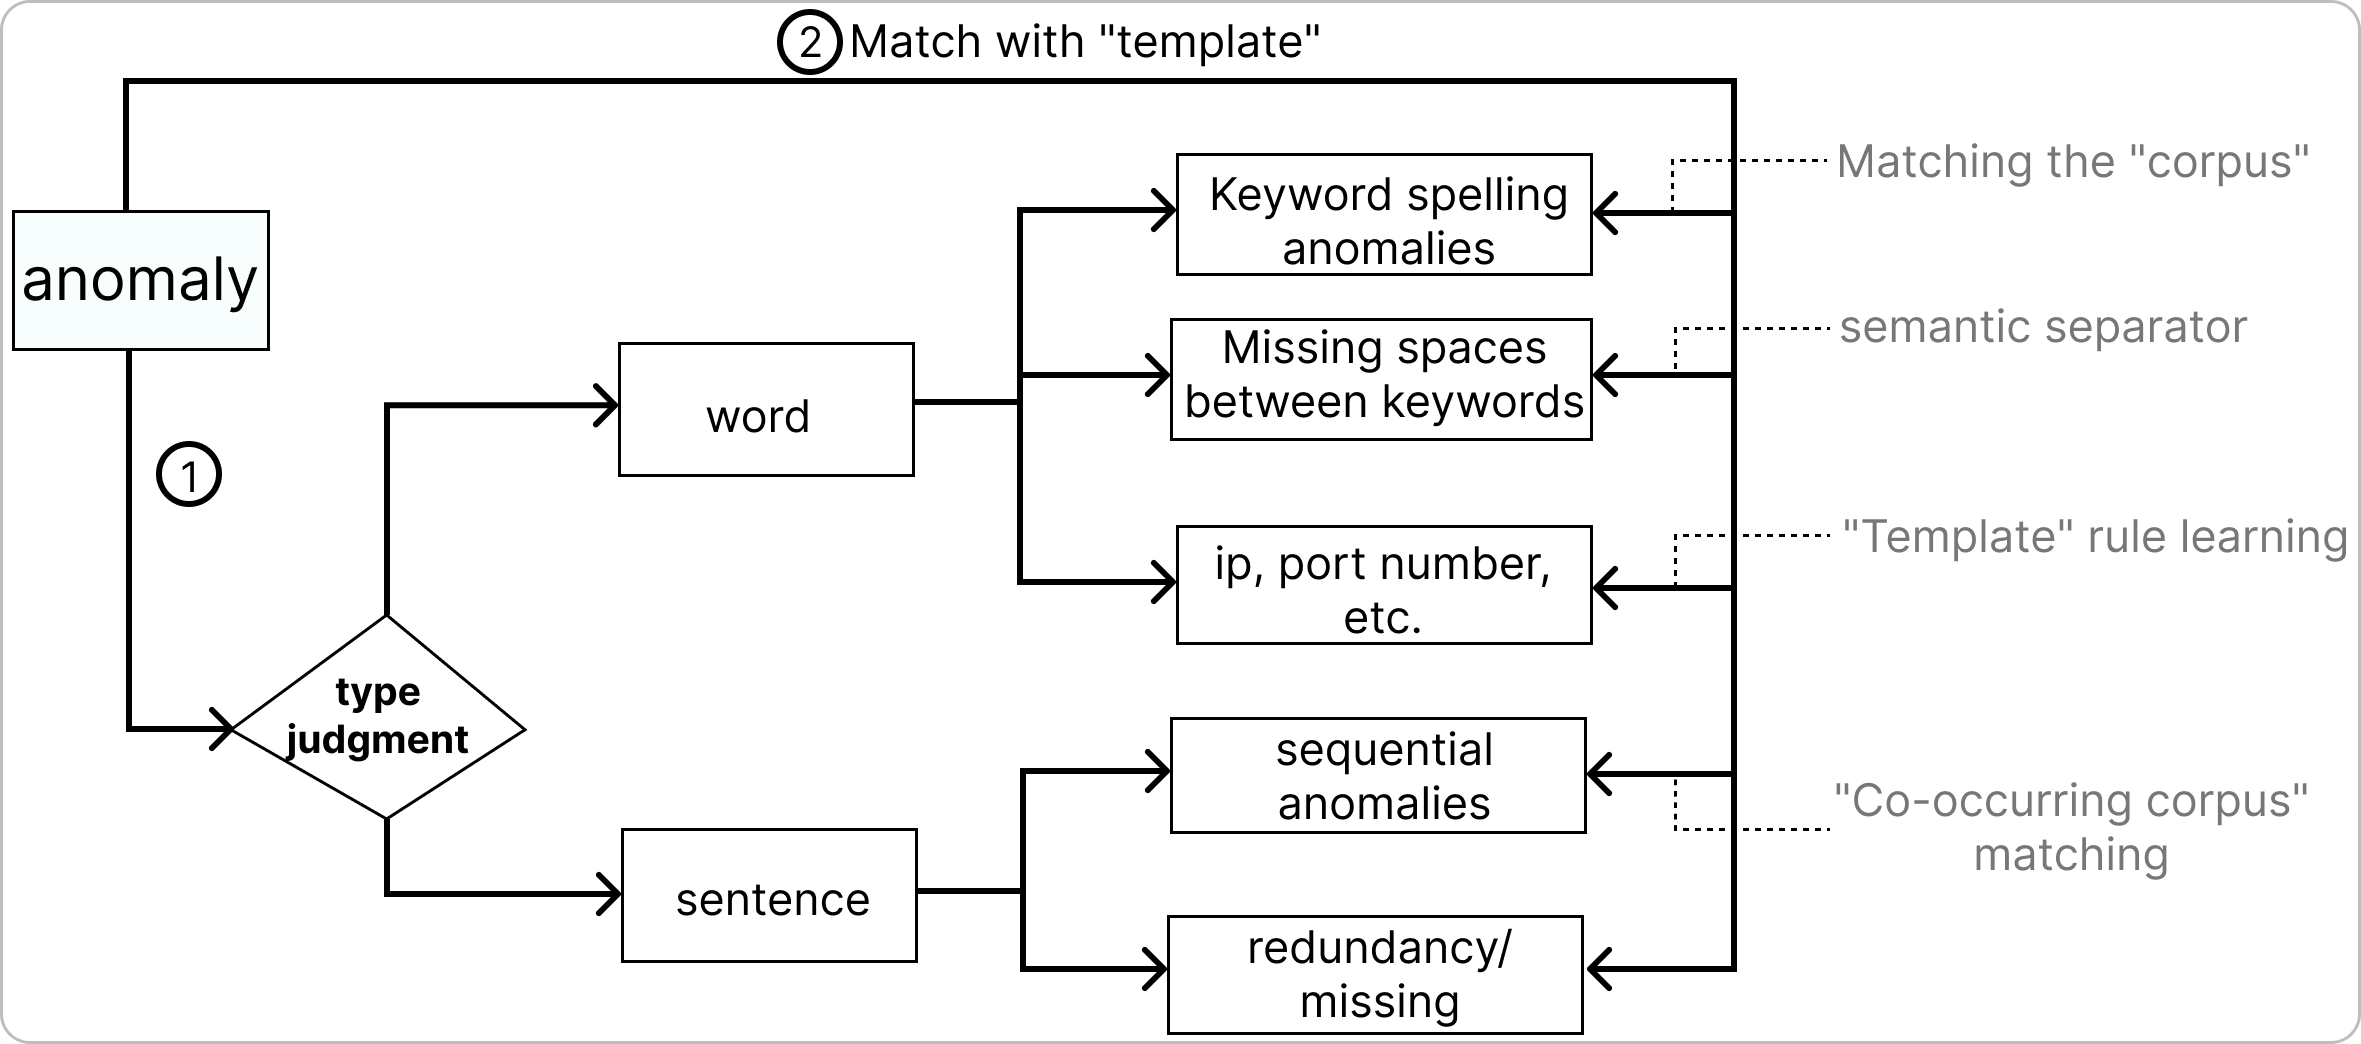 ② Match with "template"
Matching the "corpus"
Keyword spelling
anomalies
anomaly
semantic separator
Missing spaces
between keywords
word
①
"Template" rule learning
ip, port number,
etc.
type
judgment
sequential
anomalies
"Co-occurring corpus"
matching
sentence
redundancy/
missing